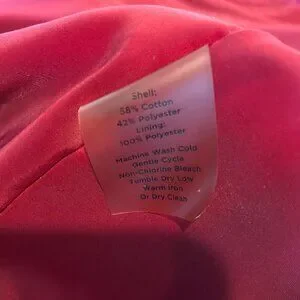 Shell:
58% Cotton
42% Polyester
Lining:
100% Polyester
Machine Wash Cold
Gentle Cycle
Non-Chlorine Bleach
Tumble Dry Low
Warm Iron
Or Dry Clean